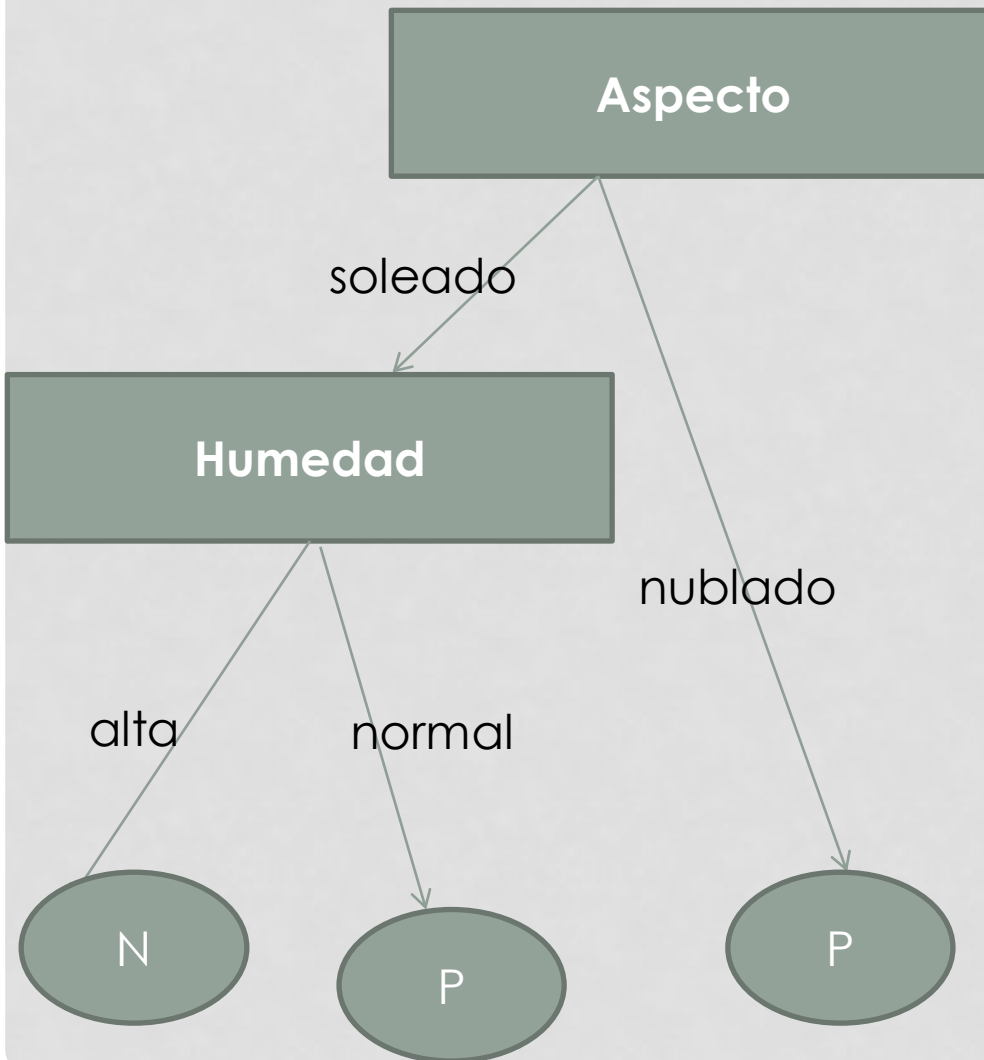 Aspecto
soleado
Humedad
nublado
alta
normal
N
P
P